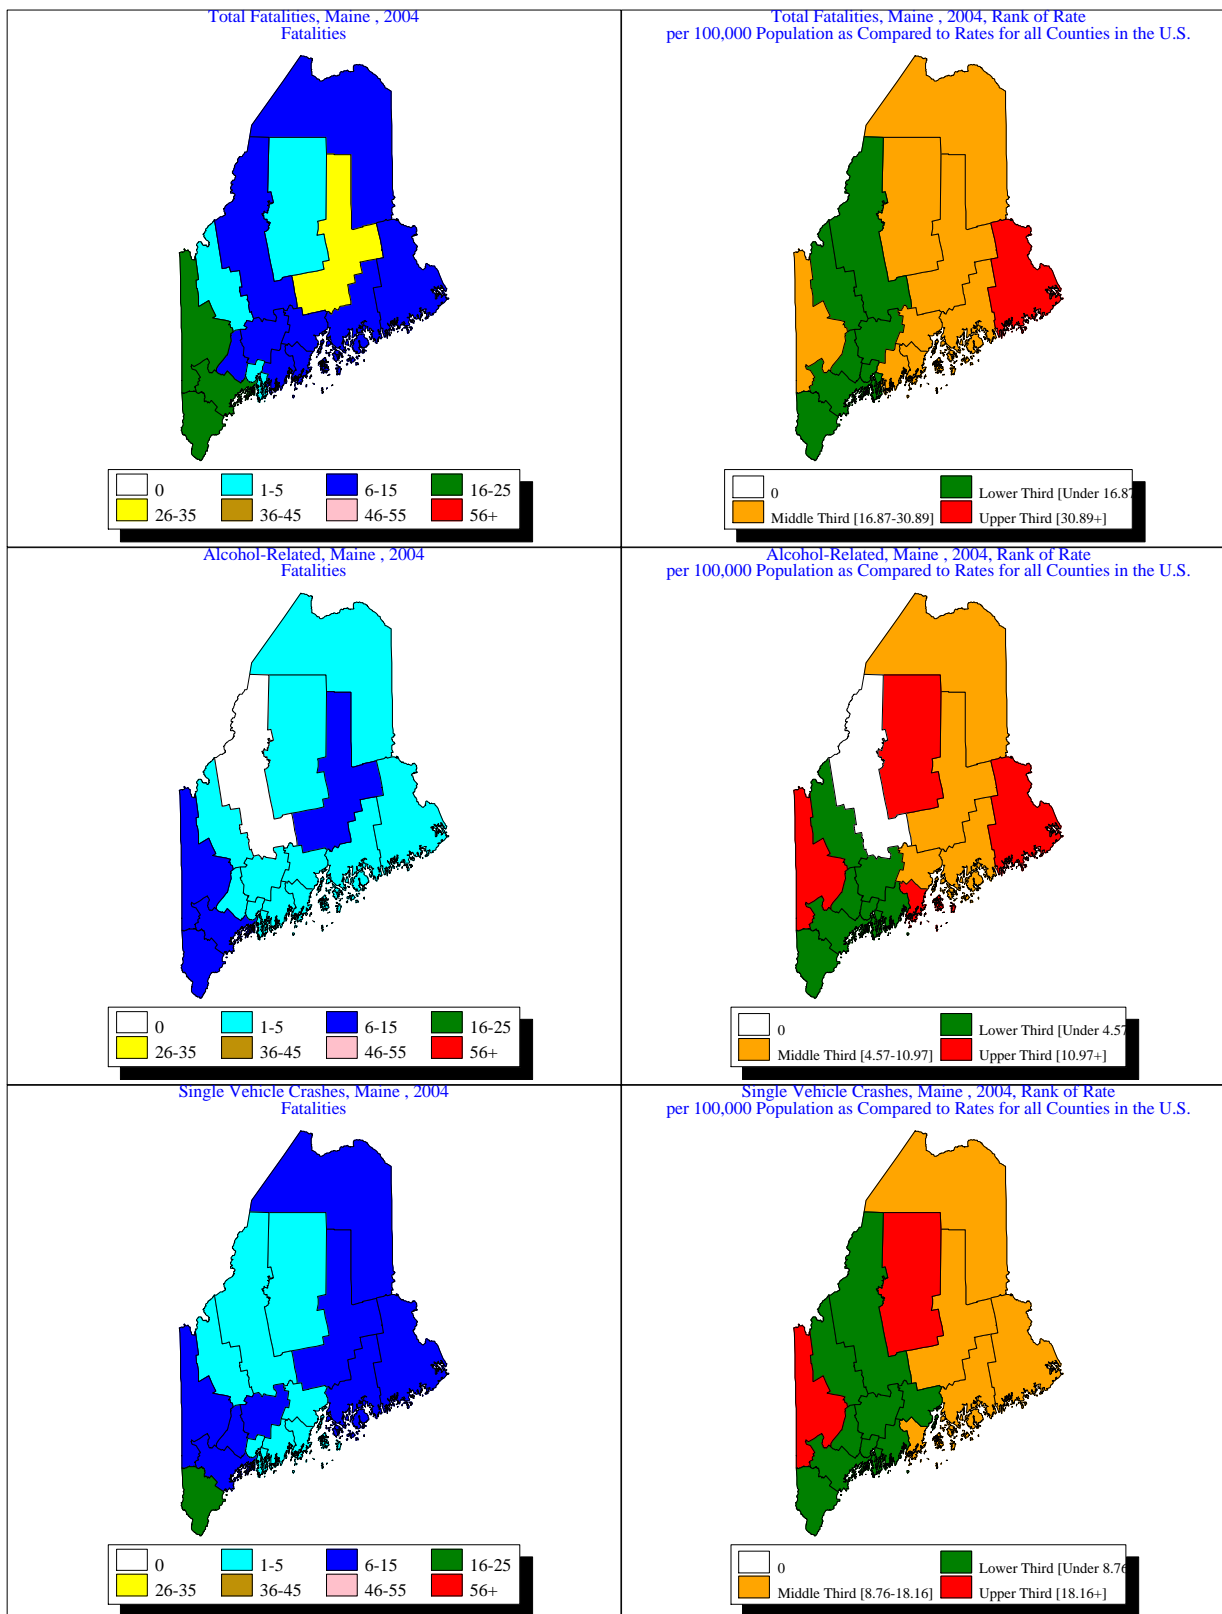 Total Fatalities, Maine , 2004
Fatalities
0
1-5
6-15
16-25
26-35
36-45
46-55
56+
Total Fatalities, Maine , 2004, Rank of Rate
per 100,000 Population as Compared to Rates for all Counties in the U.S.
0
Lower Third [Under 16.87
Middle Third [16.87-30.89]
Upper Third [30.89+]
Alcohol-Related, Maine , 2004
Fatalities
0
1-5
6-15
16-25
26-35
36-45
46-55
56+
Alcohol-Related, Maine , 2004, Rank of Rate
per 100,000 Population as Compared to Rates for all Counties in the U.S.
0
Lower Third [Under 4.57
Middle Third [4.57-10.97]
Upper Third [10.97+]
Single Vehicle Crashes, Maine , 2004
Fatalities
0
1-5
6-15
16-25
26-35
36-45
46-55
56+
Single Vehicle Crashes, Maine , 2004, Rank of Rate
per 100,000 Population as Compared to Rates for all Counties in the U.S.
0
Lower Third [Under 8.76
Middle Third [8.76-18.16]
Upper Third [18.16+]